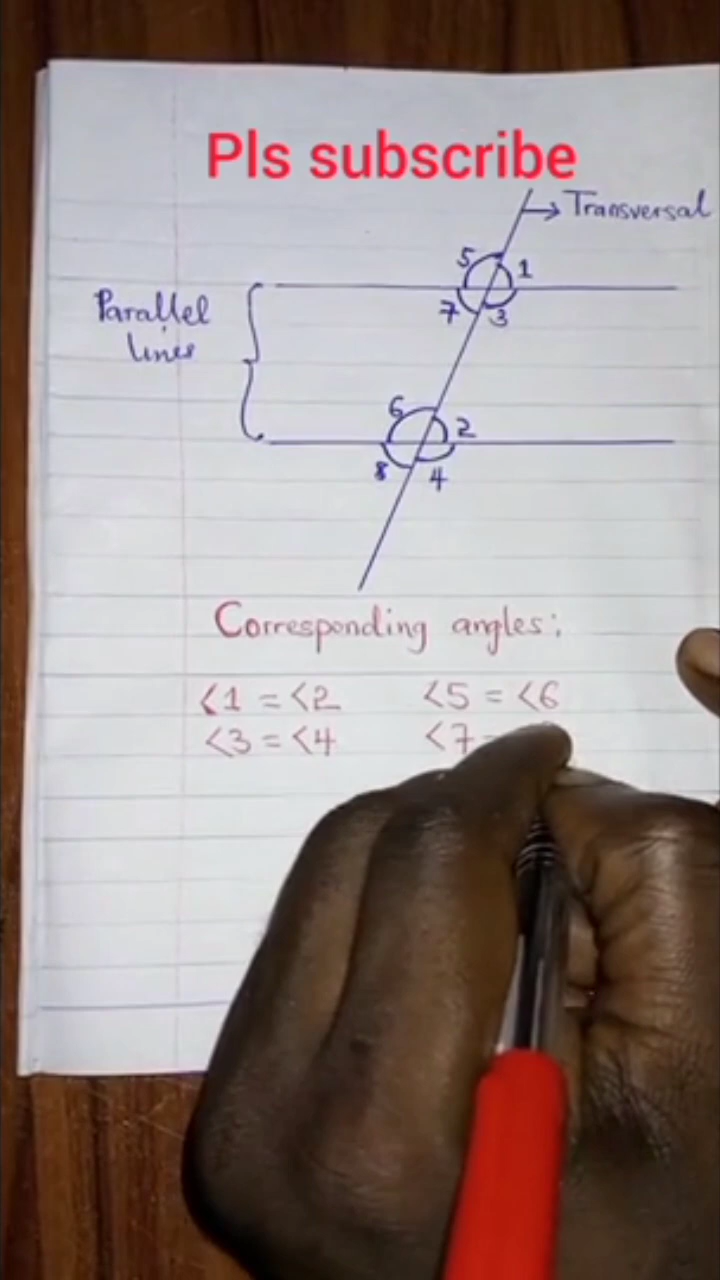 Pls subscribe
Transversal
5 1
7 3
Parallel
lines
6 2
8 4
Corresponding angles:
<1 = <2 <5 = <6
<3 = <4 <7 =